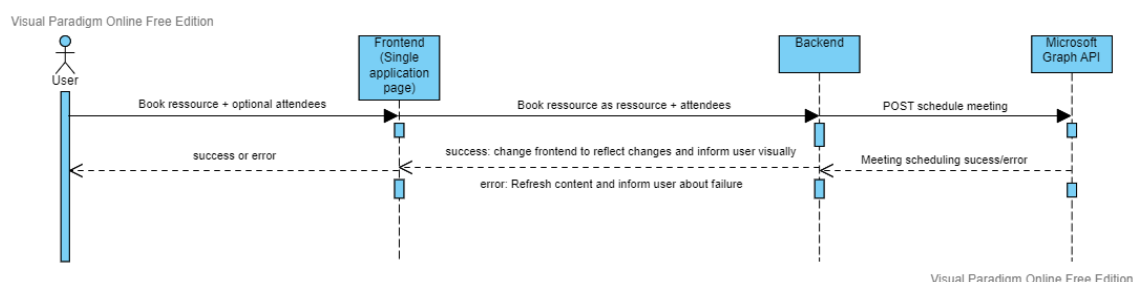 Visual Paradigm Online Free Edition
User
Frontend
(Single
application
page)
Backend
Microsoft
Graph API
Book ressource + optional attendees
Book ressource as ressource + attendees
POST schedule meeting
success or error
success: change frontend to reflect changes and inform user visually
Meeting scheduling sucess/error
error: Refresh content and inform user about failure
Visual Paradigm Online Free Edition